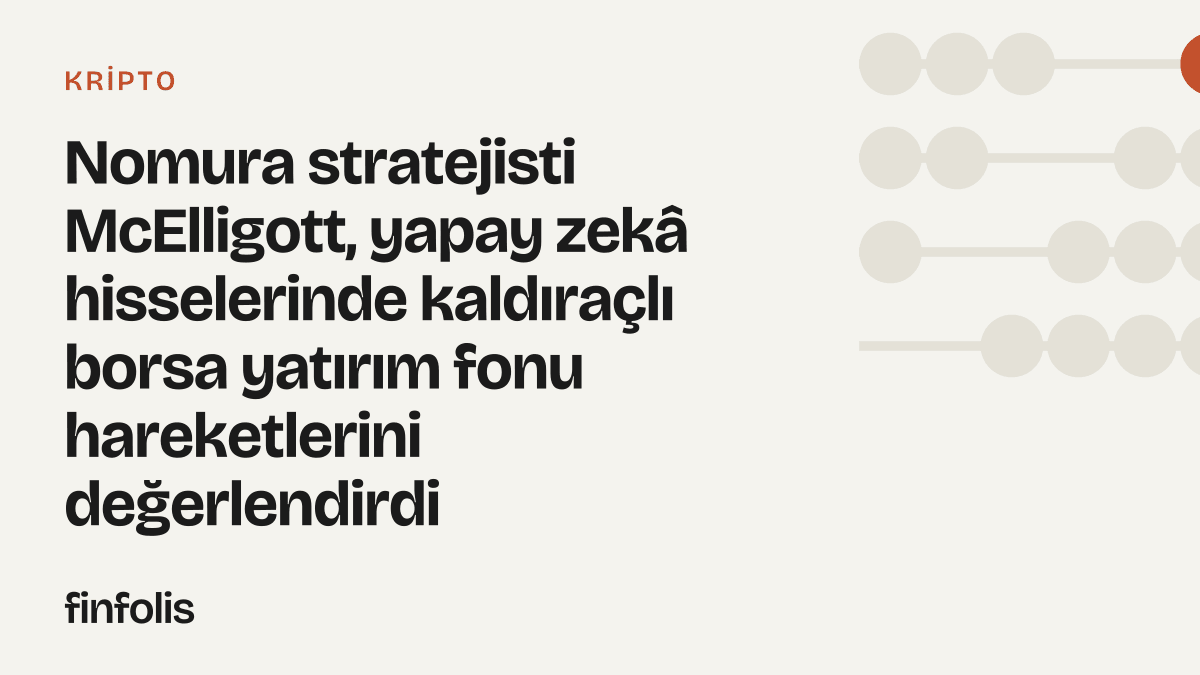 KRİPTO
Nomura stratejisti
McElligott, yapay zekâ
hisselerinde kaldıraçlı
borsa yatırım fonu
hareketlerini
değerlendirdi
finfolis